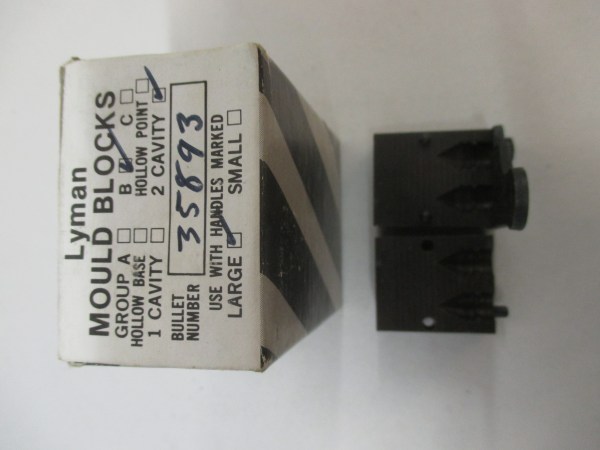 Lyman
MOULD BLOCKS
GROUP A □ B ☑ C □
HOLLOW BASE □ HOLLOW POINT □
1 CAVITY □ 2 CAVITY ☑
BULLET NUMBER 35893
USE WITH HANDLES MARKED
LARGE ☑ SMALL □